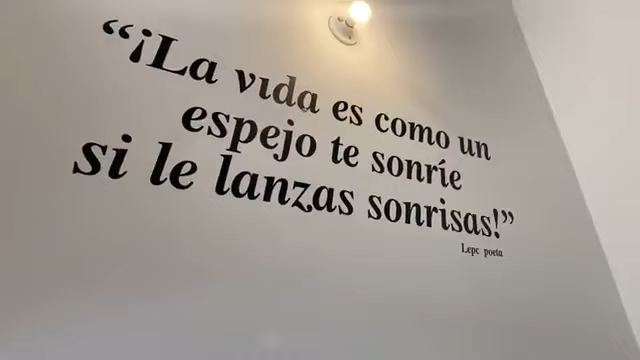 “¡La vida es como un
espejo te sonríe
si le lanzas sonrisas!”
Lepe poeta